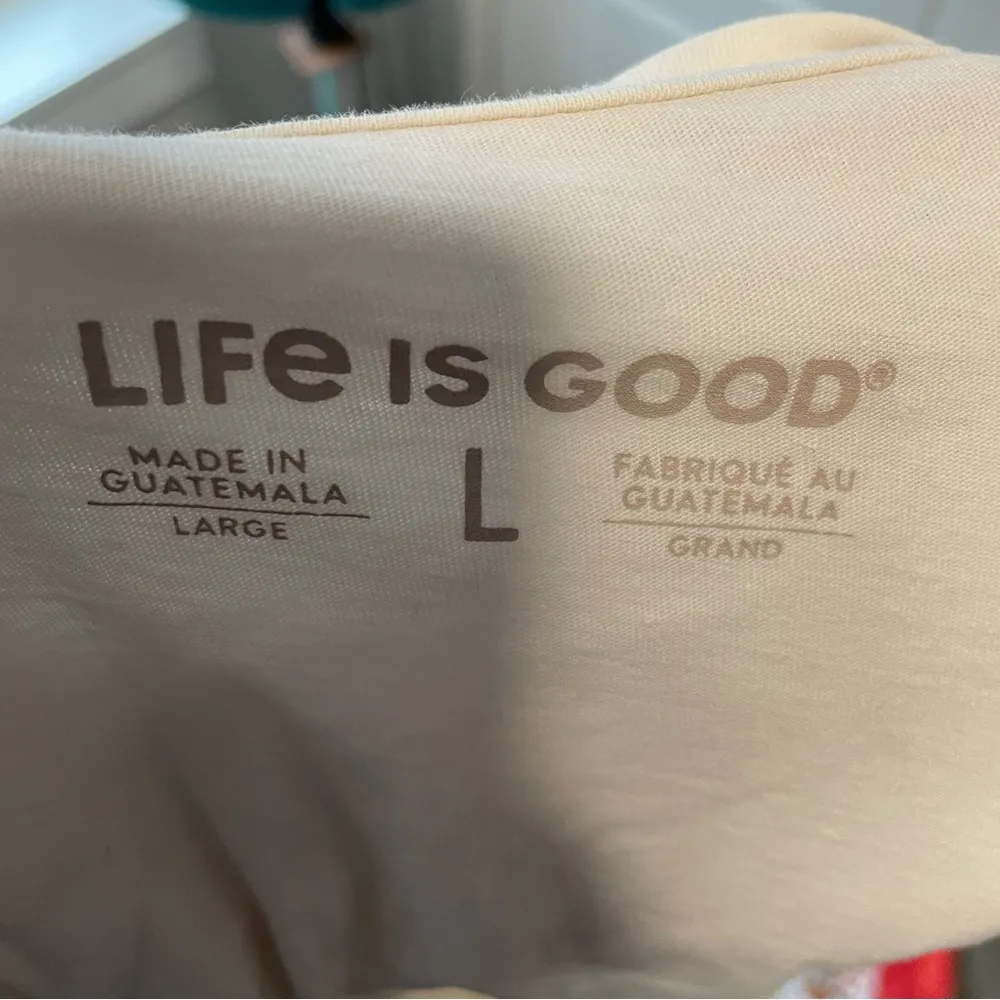 LIFe IS GOOD®
MADE IN
GUATEMALA
LARGE
L
FABRIQUÉ AU
GUATEMALA
GRAND